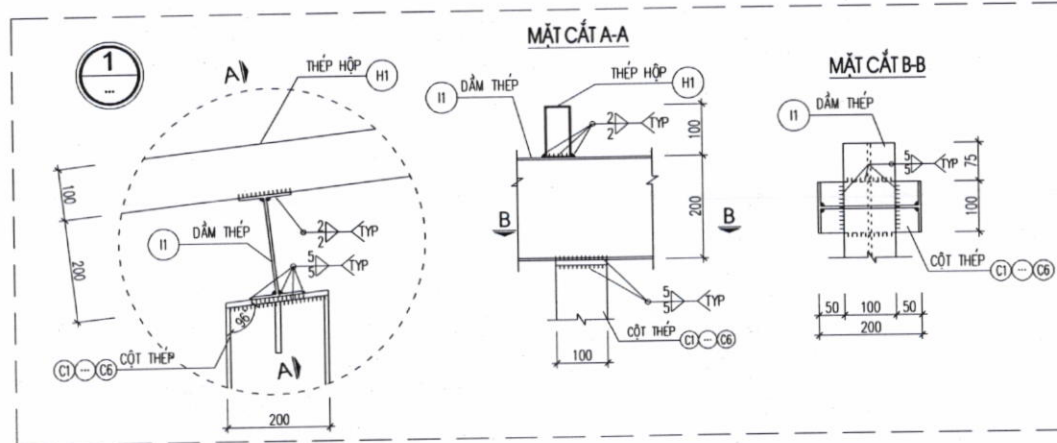 1
...
A
THÉP HỘP
H1
100
200
I1
DẦM THÉP
2
2
TYP
5
5
TYP
96
C1
...
C6
CỘT THÉP
A
200
MẶT CẮT A-A
I1
DẦM THÉP
THÉP HỘP
H1
2
2
TYP
100
200
B
B
5
5
TYP
CỘT THÉP
C1
...
C6
100
MẶT CẮT B-B
DẦM THÉP
I1
5
5
TYP
75
100
CỘT THÉP
C1
...
C6
50
100
50
200